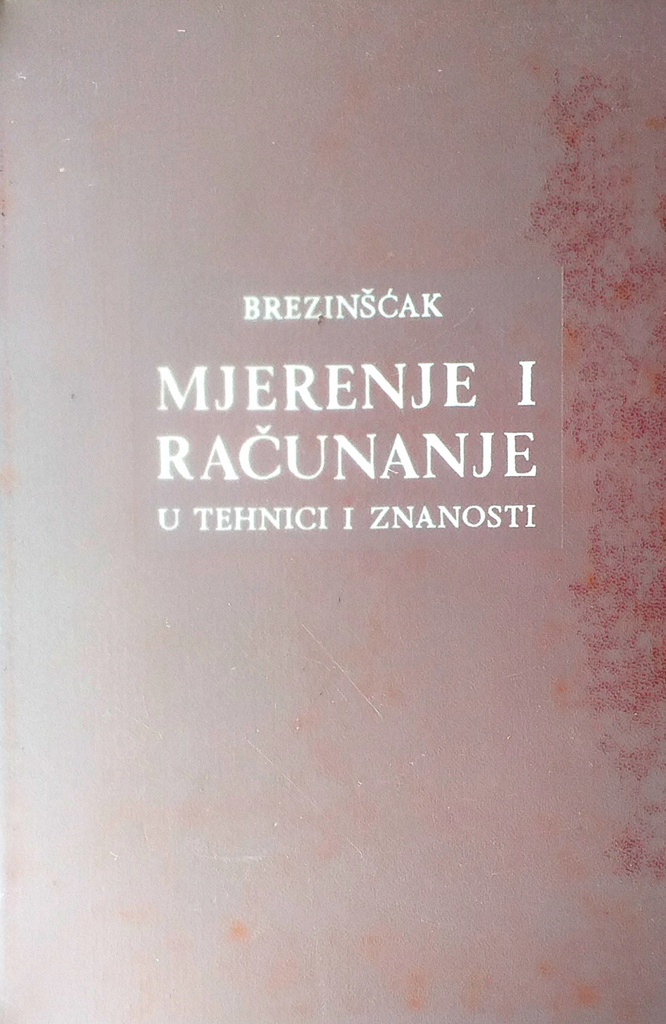 BREZINŠĆAK
MJERENJE I
RAČUNANJE
U TEHNICI I ZNANOSTI